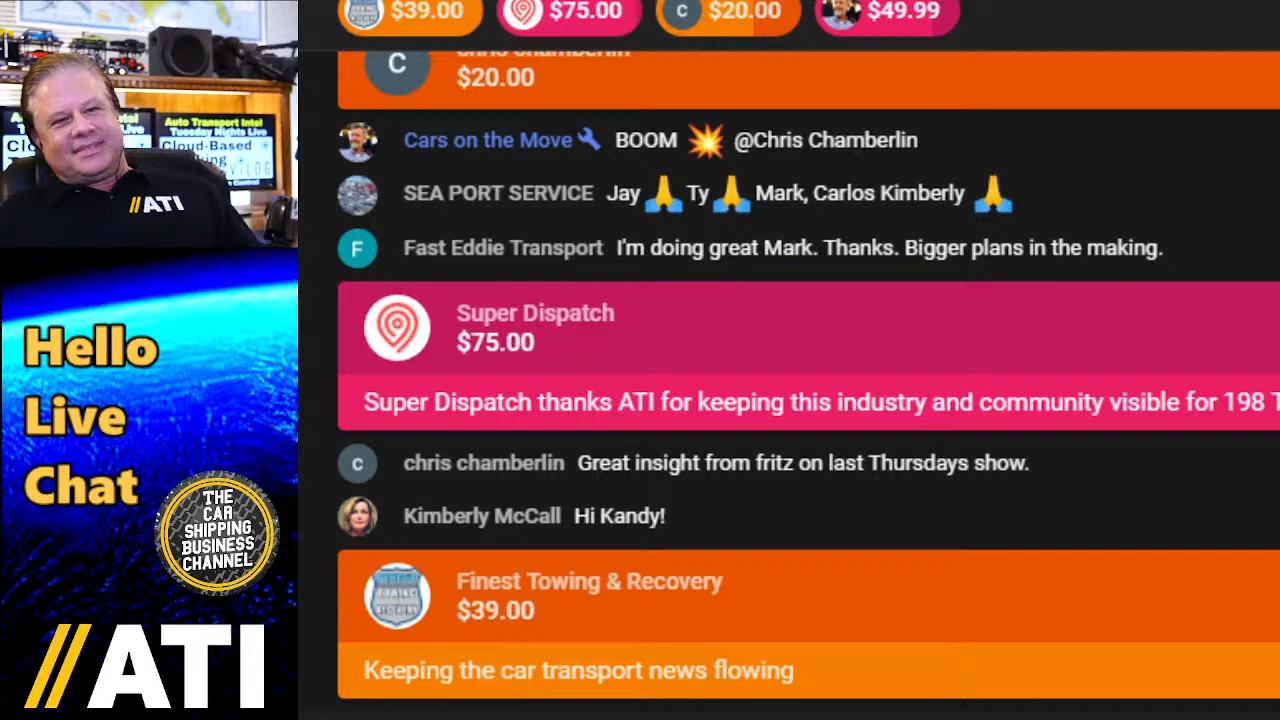 $39.00
$75.00
C $20.00
$49.99
C Chris chamberlin
$20.00
Cars on the Move BOOM 💥 @Chris Chamberlin
SEA PORT SERVICE Jay 🙏 Ty 🙏 Mark, Carlos Kimberly 🙏
F Fast Eddie Transport I'm doing great Mark. Thanks. Bigger plans in the making.
Super Dispatch
$75.00
Super Dispatch thanks ATI for keeping this industry and community visible for 198 T
c chris chamberlin Great insight from fritz on last Thursdays show.
Kimberly McCall Hi Kandy!
Finest Towing & Recovery
$39.00
TOWING
RECOVERY
Keeping the car transport news flowing
Auto Transport Intel
Tuesday Nights Live
Cloud-Based
//ATI
Hello
Live
Chat
THE
CAR
SHIPPING
BUSINESS
CHANNEL
//ATI